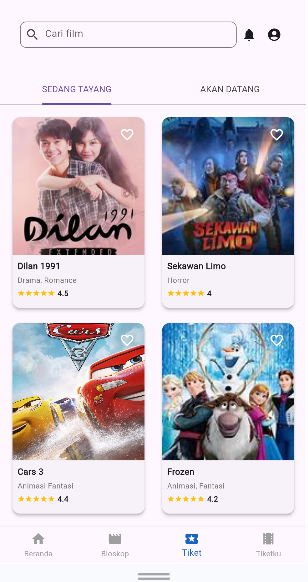 Cari film
SEDANG TAYANG
AKAN DATANG
Dilan
1991
EXTENDED
Dilan 1991
Drama, Romance
4.5
SEKAWAN
LIMO
Sekawan Limo
Horror
4
Cars
3
Cars 3
Animasi Fantasi
4.4
Frozen
Animasi, Fantasi
4.2
Beranda
Bioskop
Tiket
Tiketku